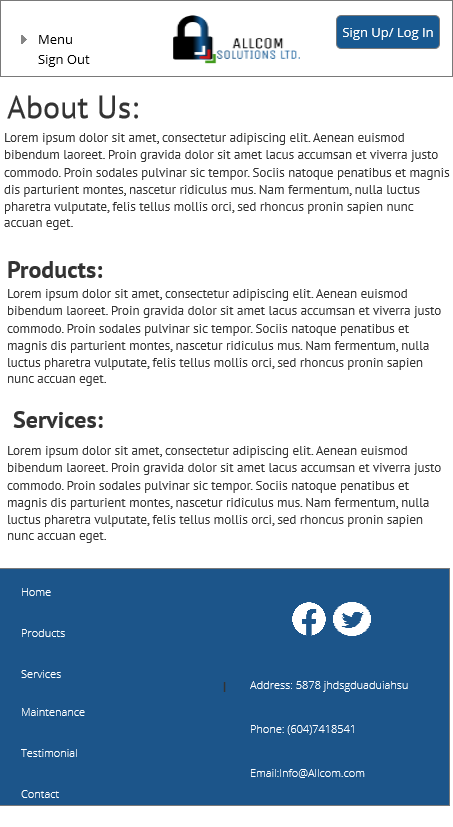 Menu
Sign Out
ALLCOM
SOLUTIONS LTD.
Sign Up/ Log In
About Us:
Lorem ipsum dolor sit amet, consectetur adipiscing elit. Aenean euismod
bibendum laoreet. Proin gravida dolor sit amet lacus accumsan et viverra justo
commodo. Proin sodales pulvinar sic tempor. Sociis natoque penatibus et magnis
dis parturient montes, nascetur ridiculus mus. Nam fermentum, nulla luctus
pharetra vulputate, felis tellus mollis orci, sed rhoncus pronin sapien nunc
accuan eget.
Products:
Lorem ipsum dolor sit amet, consectetur adipiscing elit. Aenean euismod
bibendum laoreet. Proin gravida dolor sit amet lacus accumsan et viverra justo
commodo. Proin sodales pulvinar sic tempor. Sociis natoque penatibus et
magnis dis parturient montes, nascetur ridiculus mus. Nam fermentum, nulla
luctus pharetra vulputate, felis tellus mollis orci, sed rhoncus pronin sapien
nunc accuan eget.
Services:
Lorem ipsum dolor sit amet, consectetur adipiscing elit. Aenean euismod
bibendum laoreet. Proin gravida dolor sit amet lacus accumsan et viverra justo
commodo. Proin sodales pulvinar sic tempor. Sociis natoque penatibus et
magnis dis parturient montes, nascetur ridiculus mus. Nam fermentum, nulla
luctus pharetra vulputate, felis tellus mollis orci, sed rhoncus pronin sapien
nunc accuan eget.
Home
Products
Services
Maintenance
Testimonial
Contact
Address: 5878 jhdsgduaduiahsu
Phone: (604)7418541
Email:Info@Allcom.com